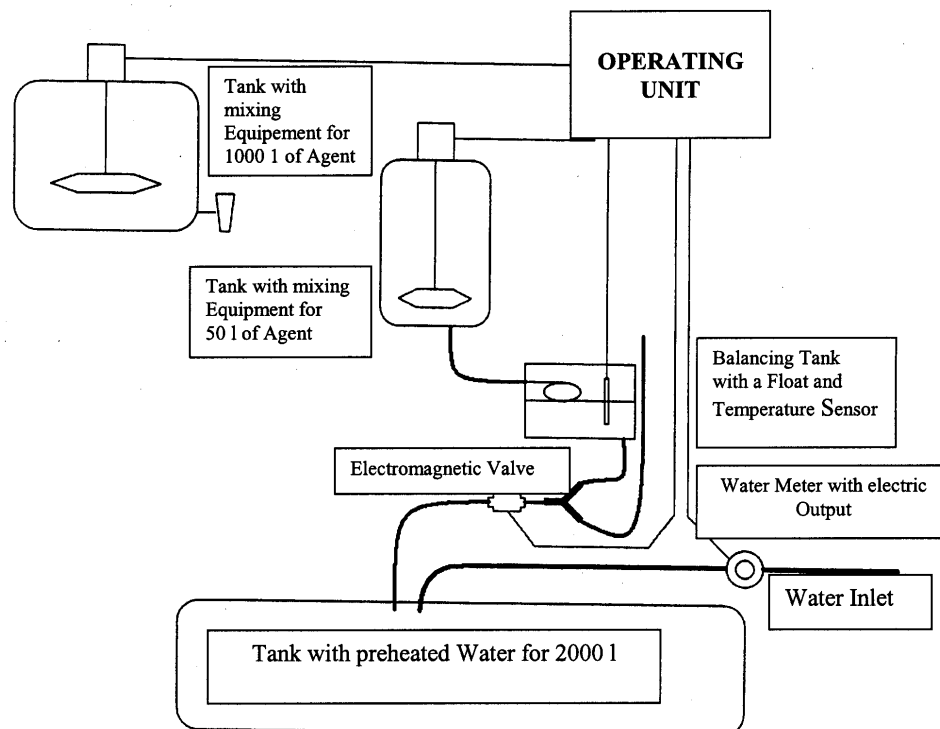 OPERATING
UNIT
Tank with
mixing
Equipement for
1000 l of Agent
Tank with mixing
Equipment for
50 l of Agent
Balancing Tank
with a Float and
Temperature Sensor
Electromagnetic Valve
Water Meter with electric
Output
Water Inlet
Tank with preheated Water for 2000 l